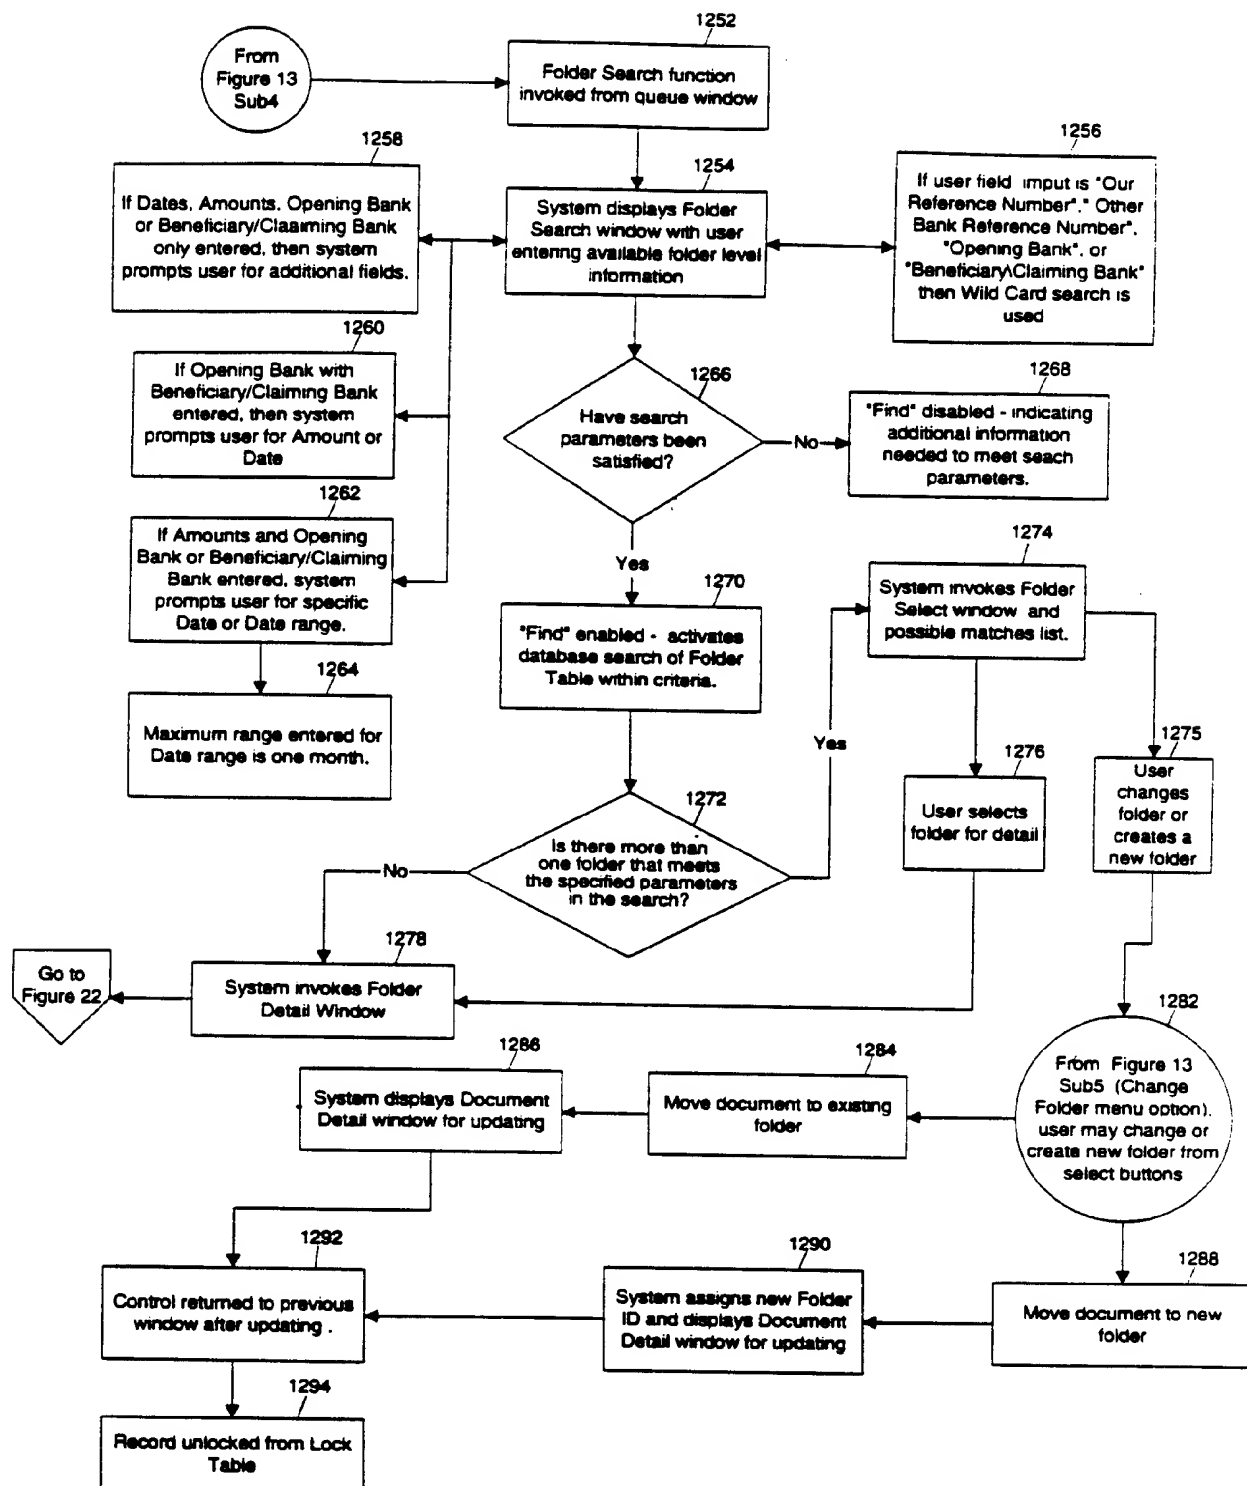 1252
From
Figure 13
Sub4
Folder Search function
invoked from queue window
1258
If Dates, Amounts, Opening Bank
or Beneficiary/Claaiming Bank
only entered, then system
prompts user for additional fields.
1254
System displays Folder
Search window with user
entering available folder level
information
1256
If user field imput is "Our
Reference Number"," Other
Bank Reference Number",
"Opening Bank", or
"Beneficiary\Claiming Bank"
then Wild Card search is
used
1260
If Opening Bank with
Beneficiary/Claiming Bank
entered, then system
prompts user for Amount or
Date
1266
Have search
parameters been
satisfied?
No
1268
"Find" disabled - indicating
additional information
needed to meet seach
parameters.
1262
If Amounts and Opening
Bank or Beneficiary/Claiming
Bank entered, system
prompts user for specific
Date or Date range.
Yes
1270
"Find" enabled - activates
database search of Folder
Table within criteria.
1274
System invokes Folder
Select window and
possible matches list.
1264
Maximum range entered for
Date range is one month.
Yes
1276
User selects
folder for detail
1275
User
changes
folder or
creates a
new folder
1272
Is there more than
one folder that meets
the specified parameters
in the search?
No
1278
System invokes Folder
Detail Window
Go to
Figure 22
1282
From Figure 13
Sub5 (Change
Folder menu option),
user may change or
create new folder from
select buttons
1284
Move document to existing
folder
1286
System displays Document
Detail window for updating
1288
Move document to new
folder
1290
System assigns new Folder
ID and displays Document
Detail window for updating
1292
Control returned to previous
window after updating .
1294
Record unlocked from Lock
Table